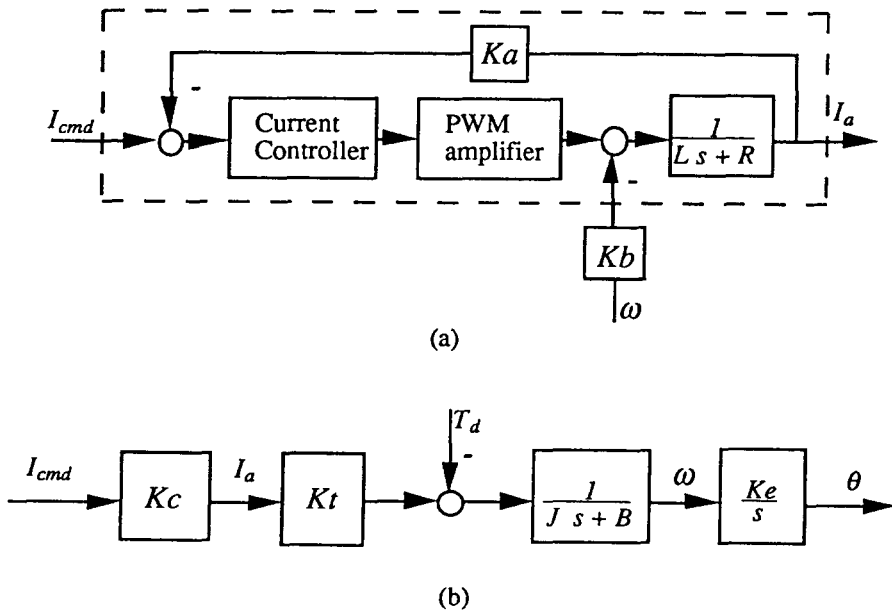 Ka
-
I_cmd
Current
Controller
PWM
amplifier
1
L s + R
I_a
-
Kb
ω
(a)
T_d
-
I_cmd
Kc
I_a
Kt
1
J s + B
ω
Ke
s
θ
(b)